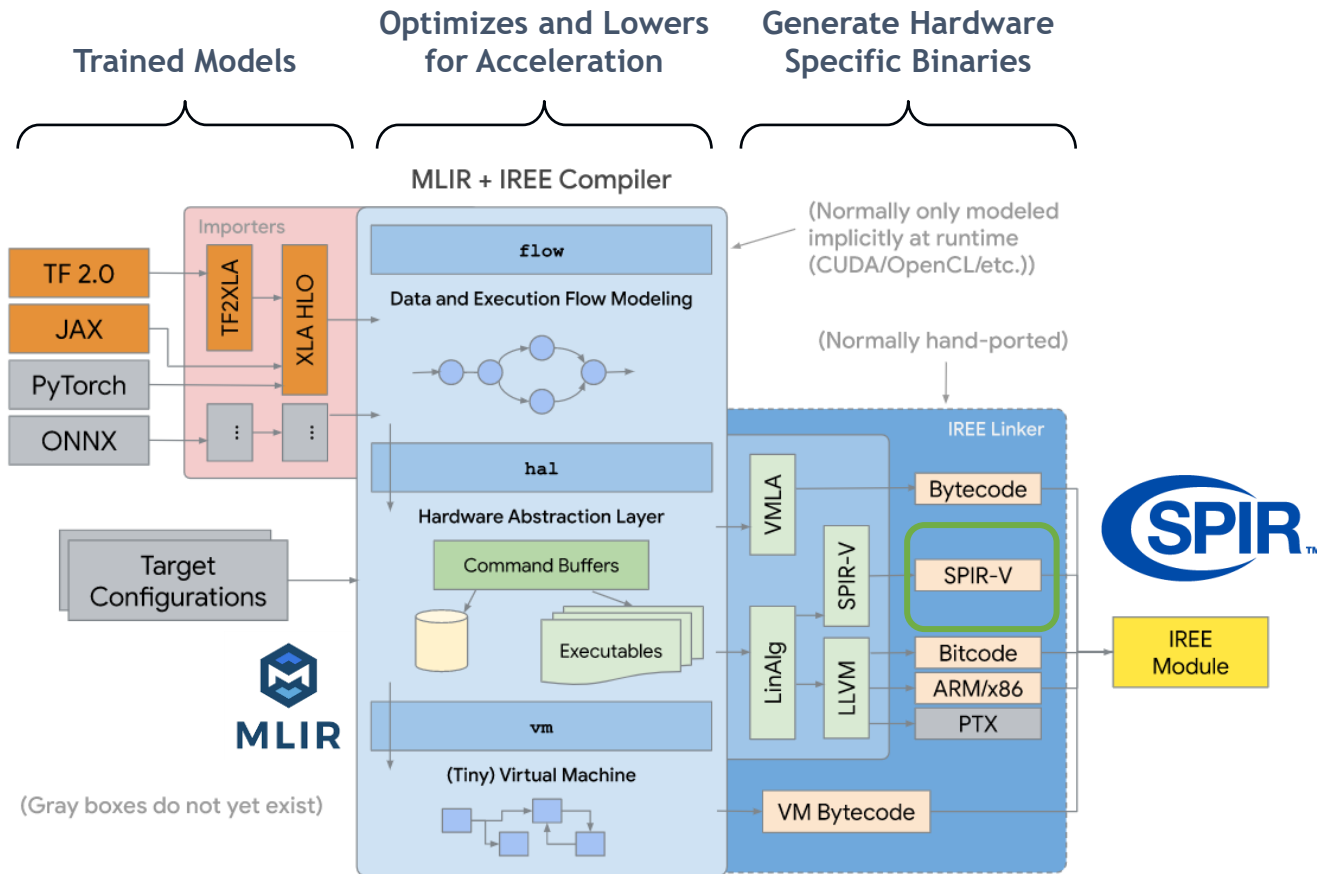 Trained Models
Optimizes and Lowers
for Acceleration
Generate Hardware
Specific Binaries
MLIR + IREE Compiler
Importers
TF 2.0
JAX
PyTorch
ONNX
TF2XLA
XLA HLO
...
...
flow
Data and Execution Flow Modeling
(Normally only modeled
implicitly at runtime
(CUDA/OpenCL/etc.))
(Normally hand-ported)
hal
Hardware Abstraction Layer
Command Buffers
Executables
Target
Configurations
MLIR
vm
(Tiny) Virtual Machine
(Gray boxes do not yet exist)
IREE Linker
VMLA
LinAlg
SPIR-V
LLVM
Bytecode
SPIR-V
Bitcode
ARM/x86
PTX
VM Bytecode
SPIR
TM
IREE
Module